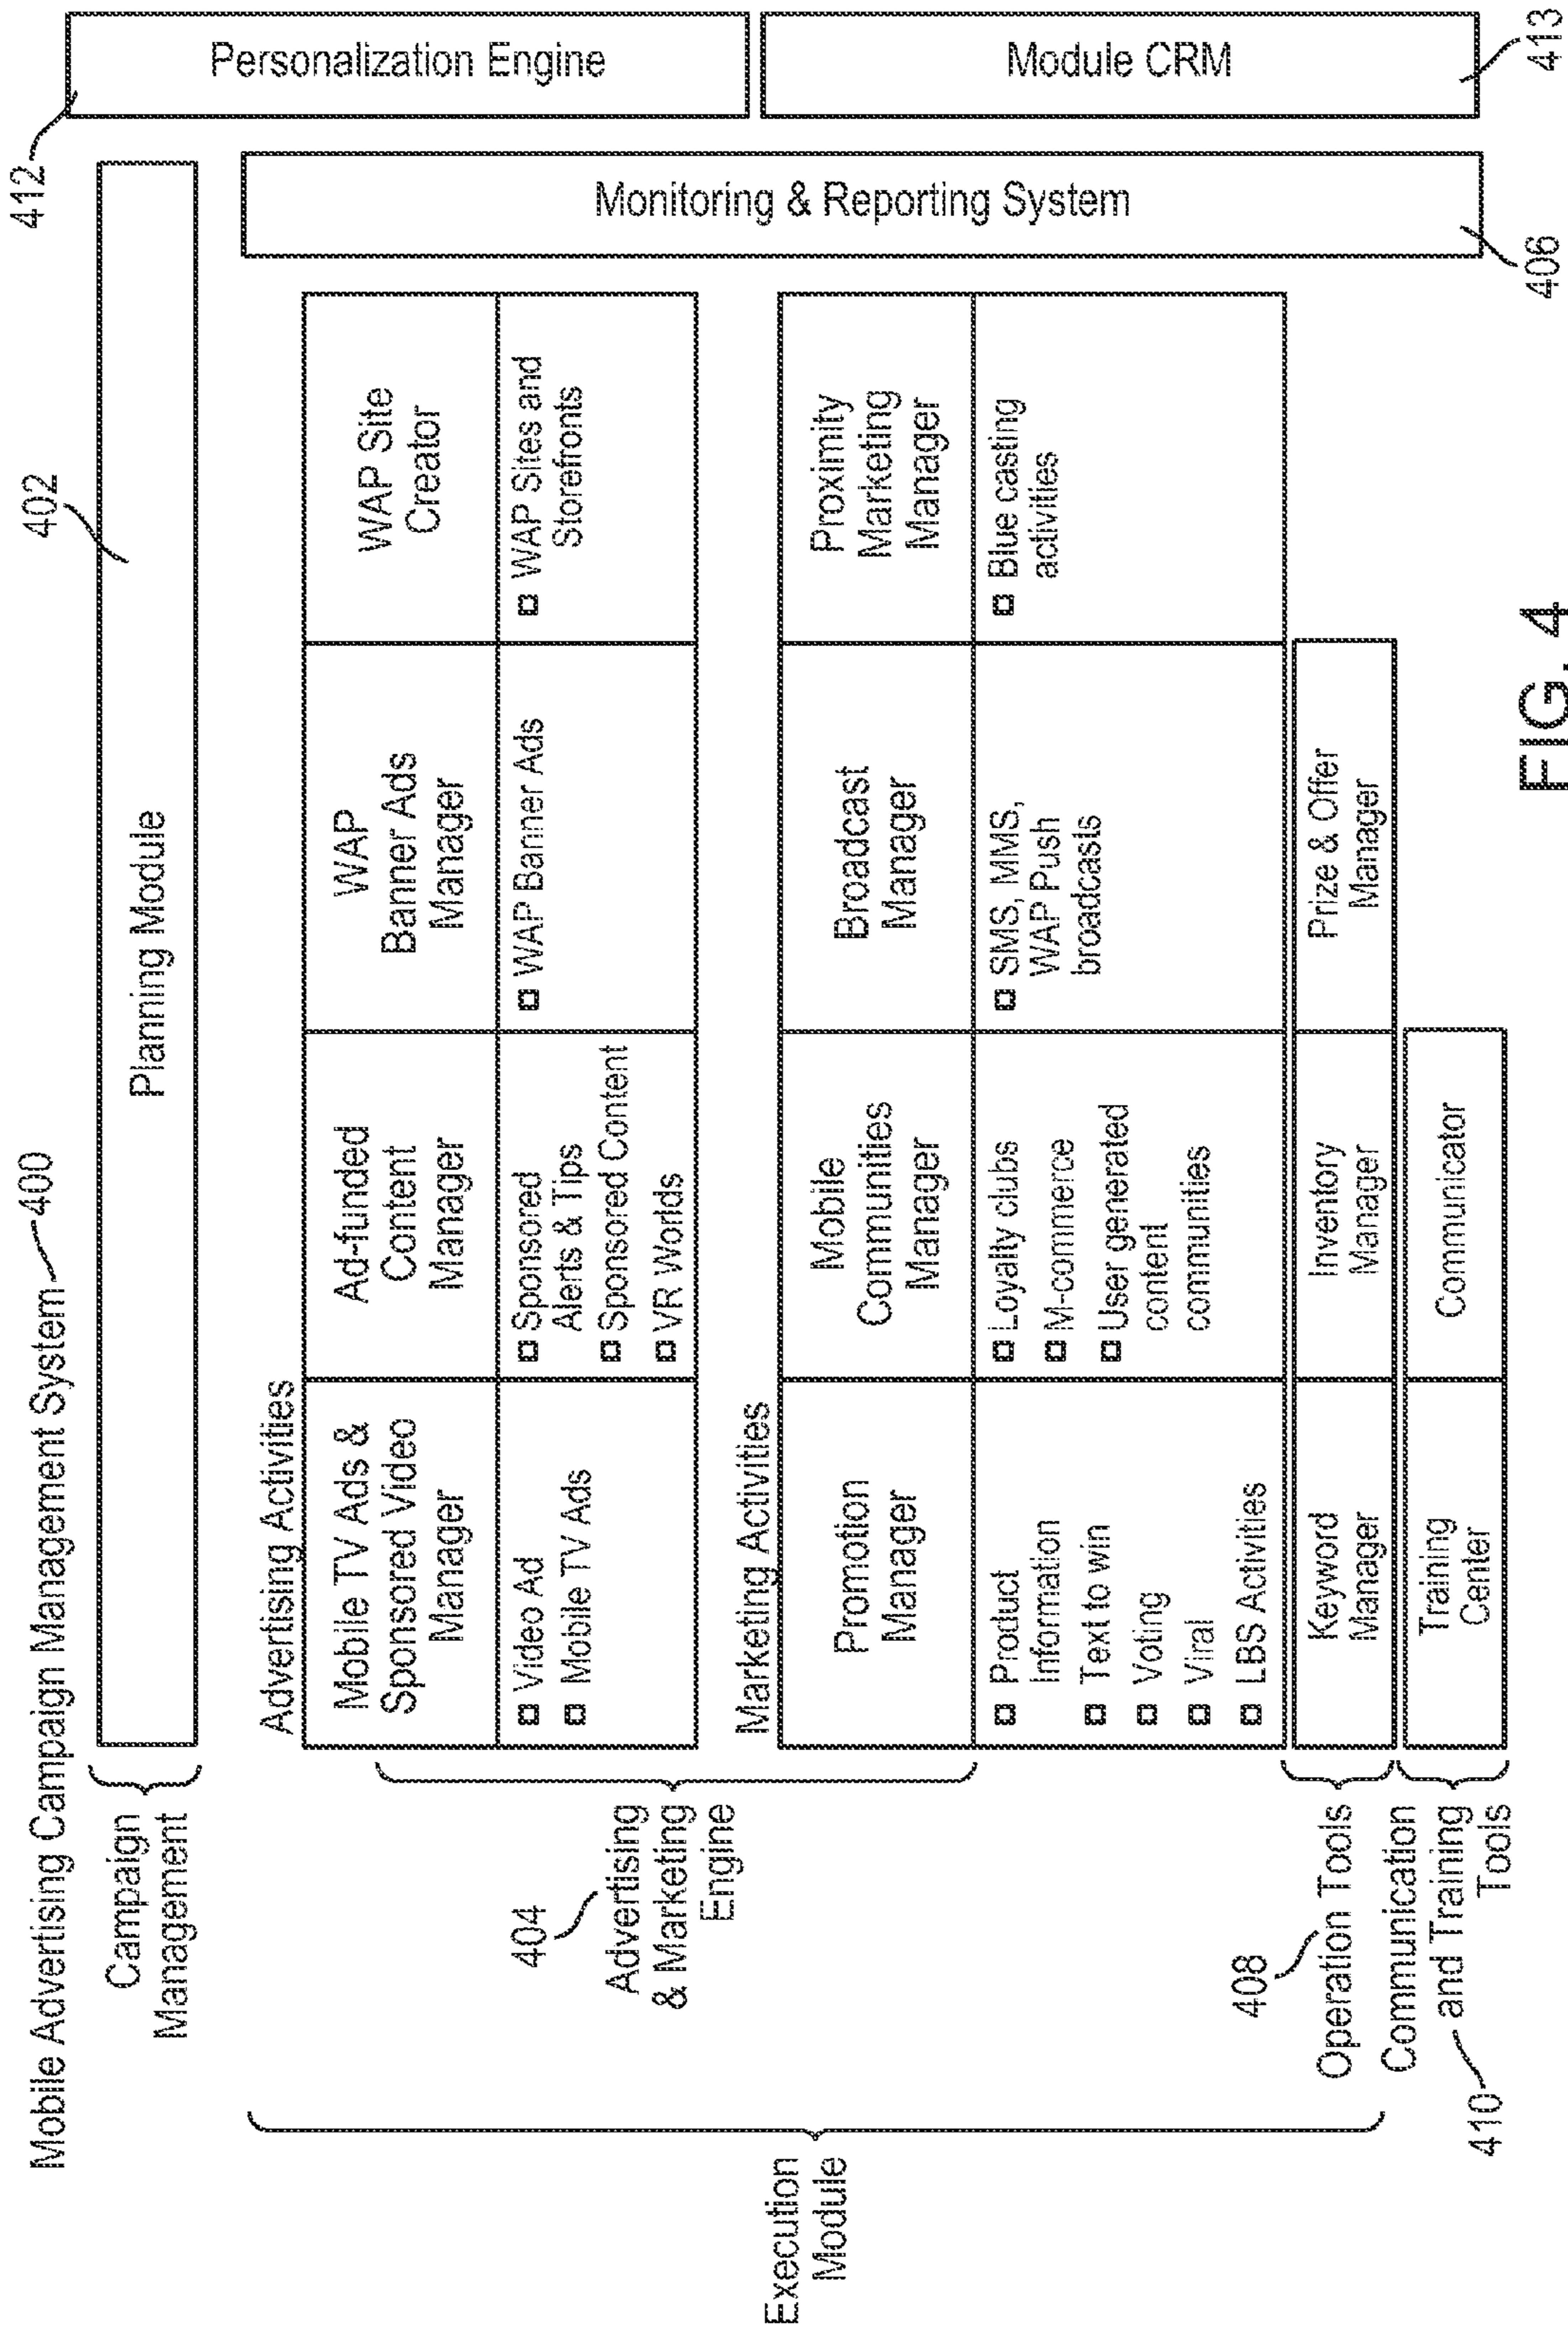 Mobile Advertising Campaign Management System
400
412
Personalization Engine
402
Campaign
Management
Planning Module
Advertising Activities
Mobile TV Ads &
Sponsored Video
Manager
Ad-funded
Content
Manager
WAP
Banner Ads
Manager
WAP Site
Creator
Video Ad
Mobile TV Ads
Sponsored
Alerts & Tips
Sponsored Content
VR Worlds
WAP Banner Ads
WAP Sites and
Storefronts
Monitoring & Reporting System
404
Advertising
& Marketing
Engine
Execution
Module
Marketing Activities
Promotion
Manager
Mobile
Communities
Manager
Broadcast
Manager
Proximity
Marketing
Manager
Product
Information
Text to win
Voting
Viral
LBS Activities
Loyalty clubs
M-commerce
User generated
content
communities
SMS, MMS,
WAP Push
broadcasts
Blue casting
activities
Module CRM
408
Operation Tools
Keyword
Manager
Inventory
Manager
Prize & Offer
Manager
Communication
and Training
Tools
410
Training
Center
Communicator
406
413
FIG. 4